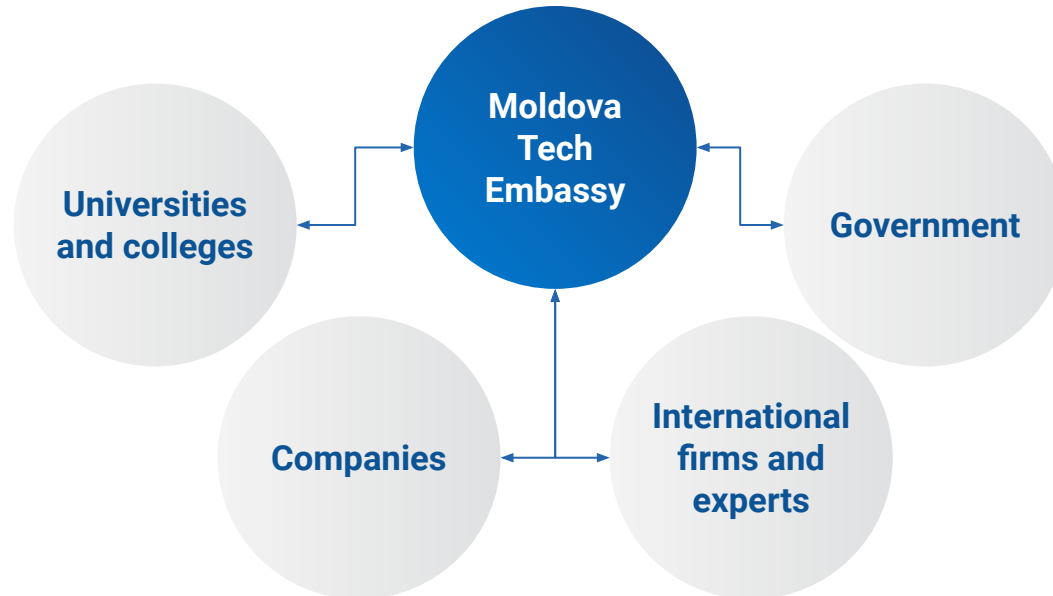 Moldova
Tech
Embassy
Universities
and colleges
Government
Companies
International
firms and
experts